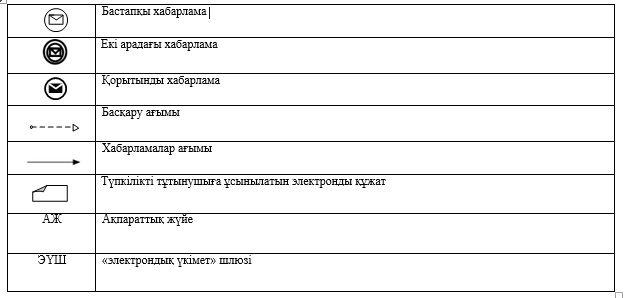 Бастапқы хабарлама
Екі арадағы хабарлама
Қорытынды хабарлама
Басқару ағымы
Хабарламалар ағымы
Түпкілікті тұтынушыға ұсынылатын электронды құжат
АЖ Ақпараттық жүйе
ЭҮШ «электрондық үкімет» шлюзі